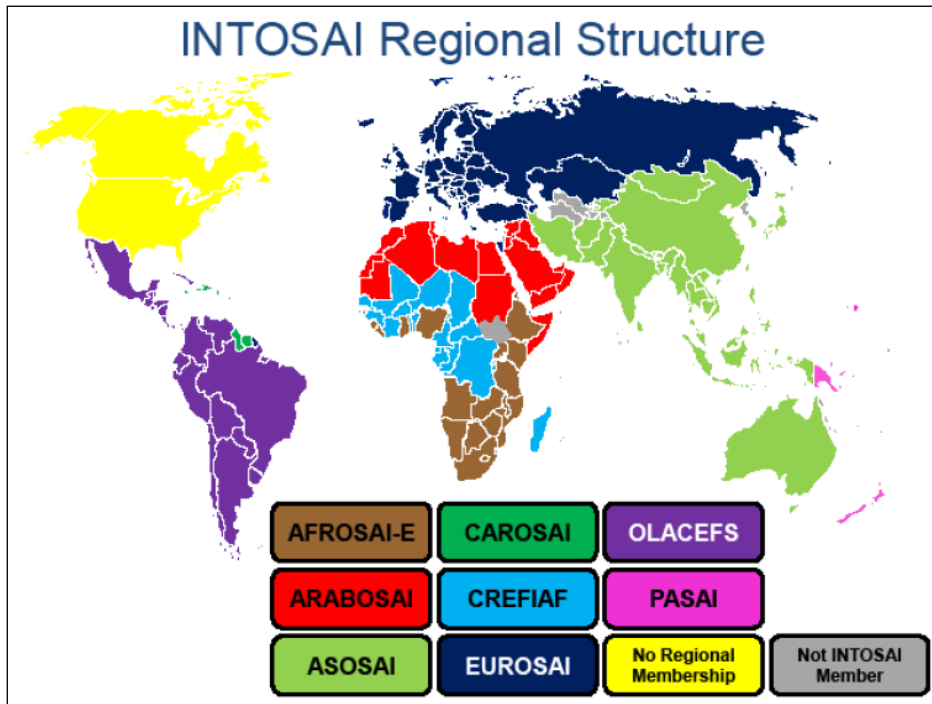 INTOSAI Regional Structure
AFROSAI-E
CAROSAI
OLACEFS
ARABOSAI
CREFIAF
PASAI
ASOSAI
EUROSAI
No Regional
Membership
Not INTOSAI
Member